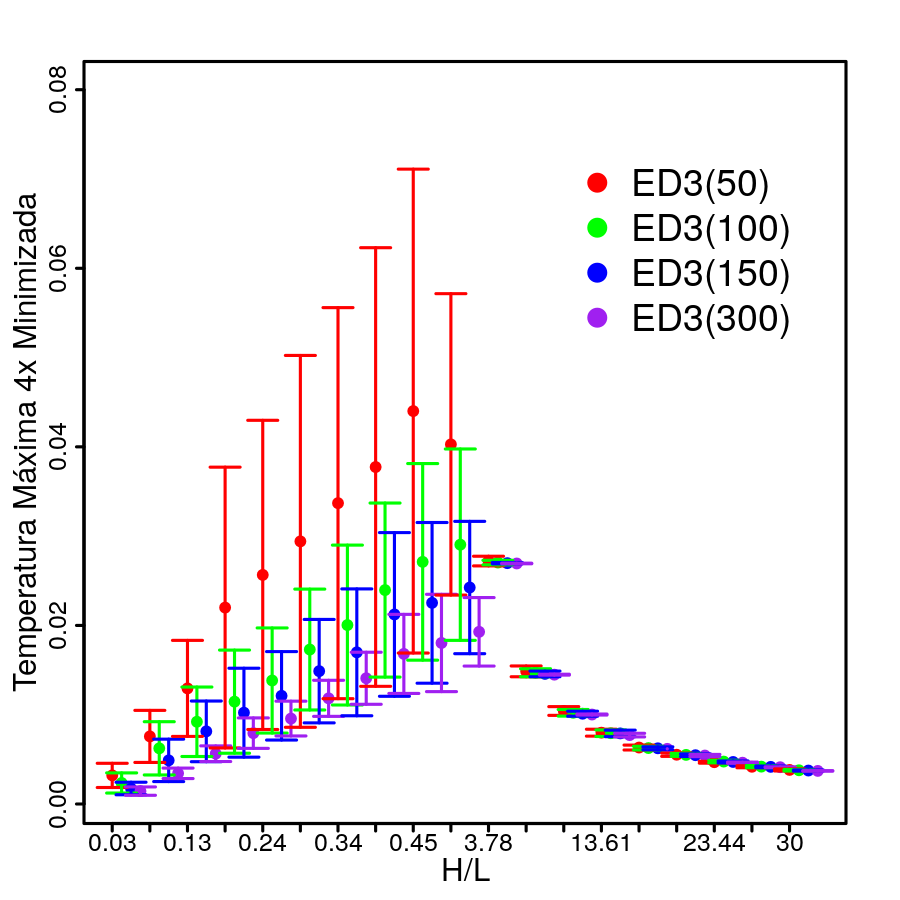 0.08
0.06
0.04
0.02
0.00
Temperatura Máxima 4x Minimizada
ED3(50)
ED3(100)
ED3(150)
ED3(300)
0.03 0.13 0.24 0.34 0.45 3.78 13.61 23.44 30
H/L